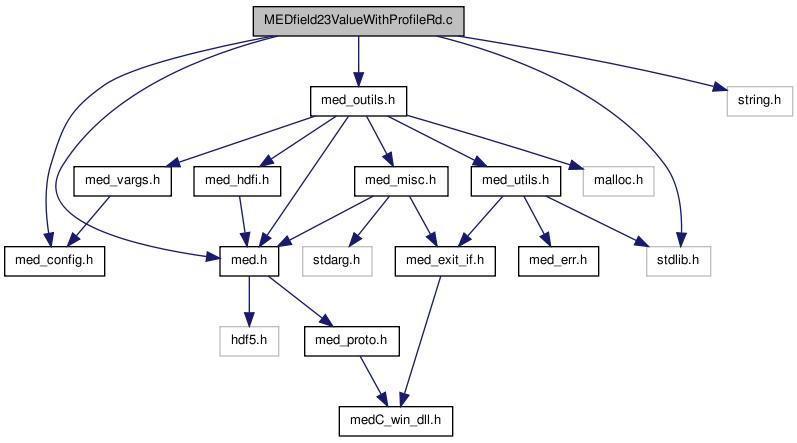 MEDfield23ValueWithProfileRd.c
med_outils.h
string.h
med_vargs.h
med_hdfi.h
med_misc.h
med_utils.h
malloc.h
med_config.h
med.h
stdarg.h
med_exit_if.h
med_err.h
stdlib.h
hdf5.h
med_proto.h
medC_win_dll.h